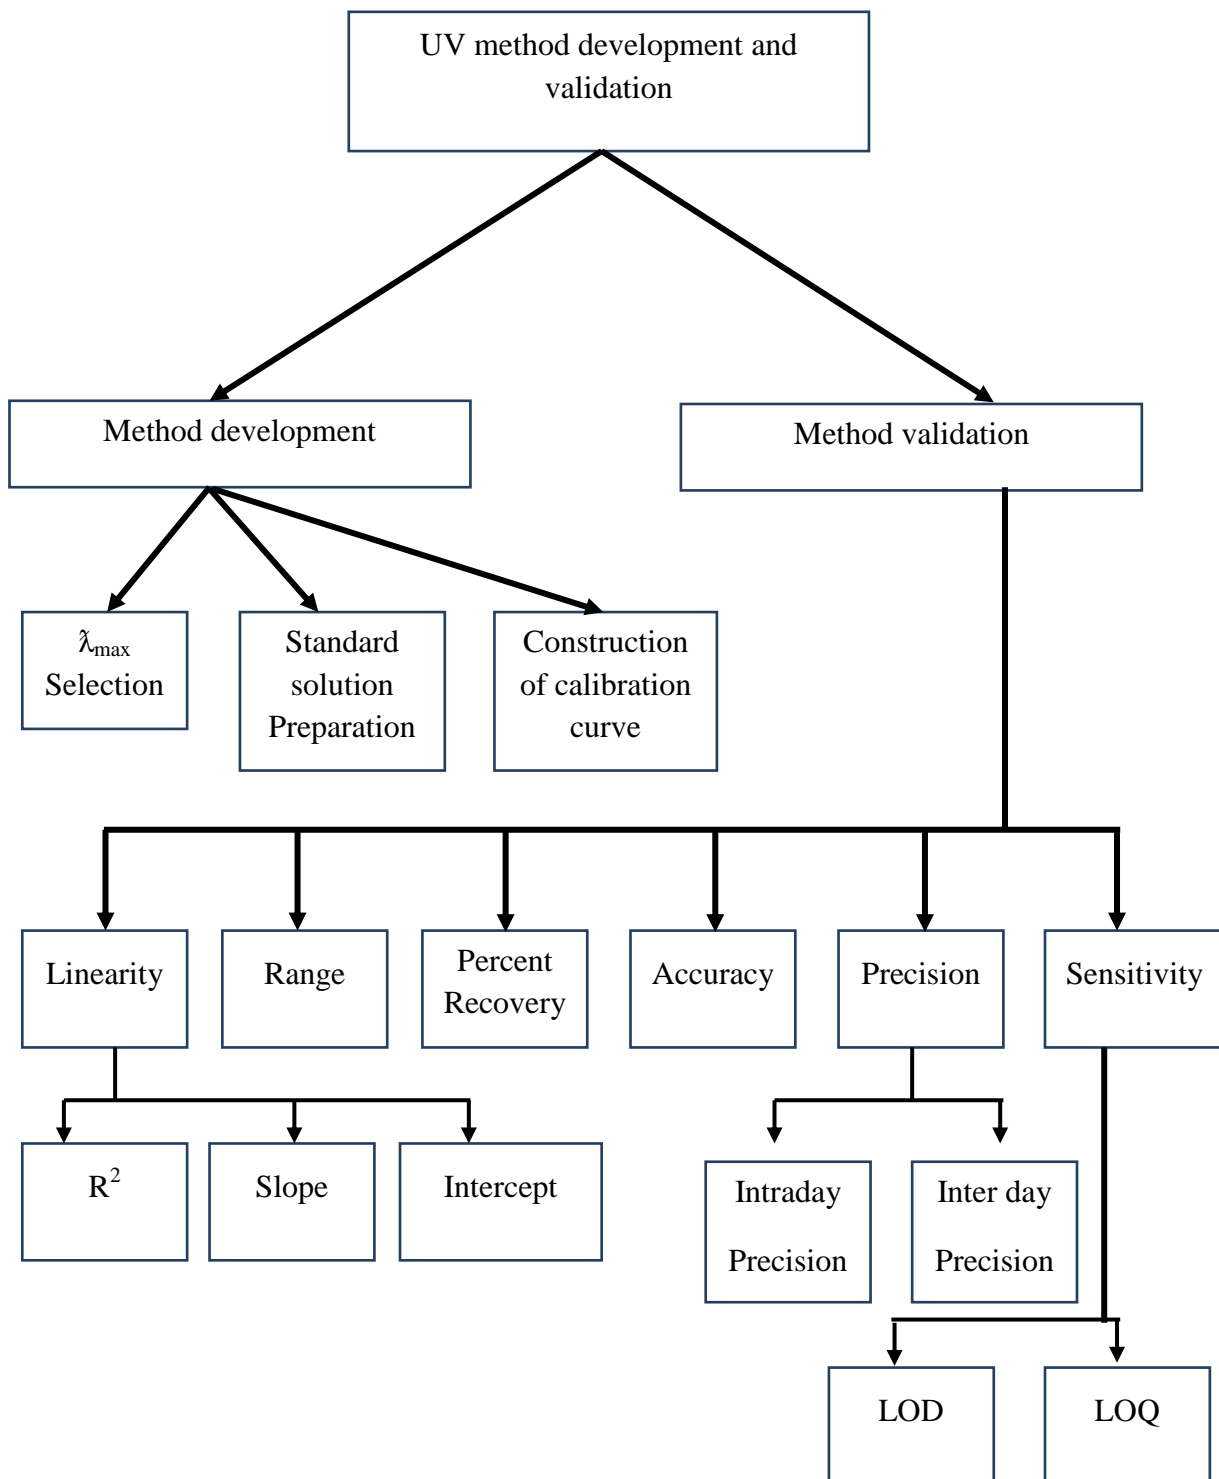 UV method development and
validation
Method development
Method validation
λ̃max
Selection
Standard
solution
Preparation
Construction
of calibration
curve
Linearity
Range
Percent
Recovery
Accuracy
Precision
Sensitivity
R²
Slope
Intercept
Intraday
Precision
Inter day
Precision
LOD
LOQ